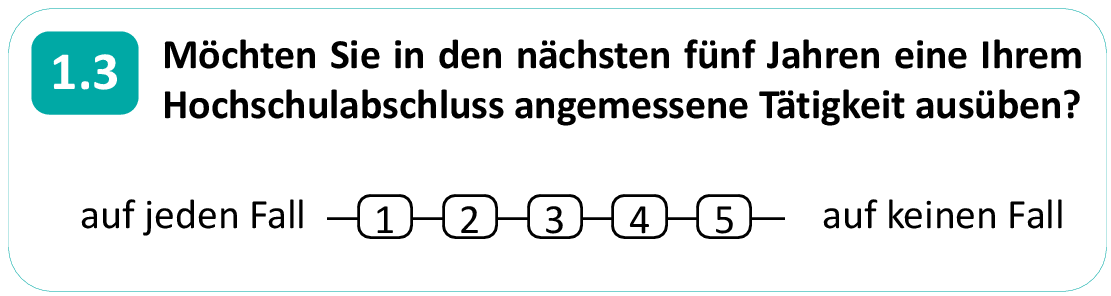 1.3
Möchten Sie in den nächsten fünf Jahren eine Ihrem
Hochschulabschluss angemessene Tätigkeit ausüben?
auf jeden Fall 1 2 3 4 5 auf keinen Fall